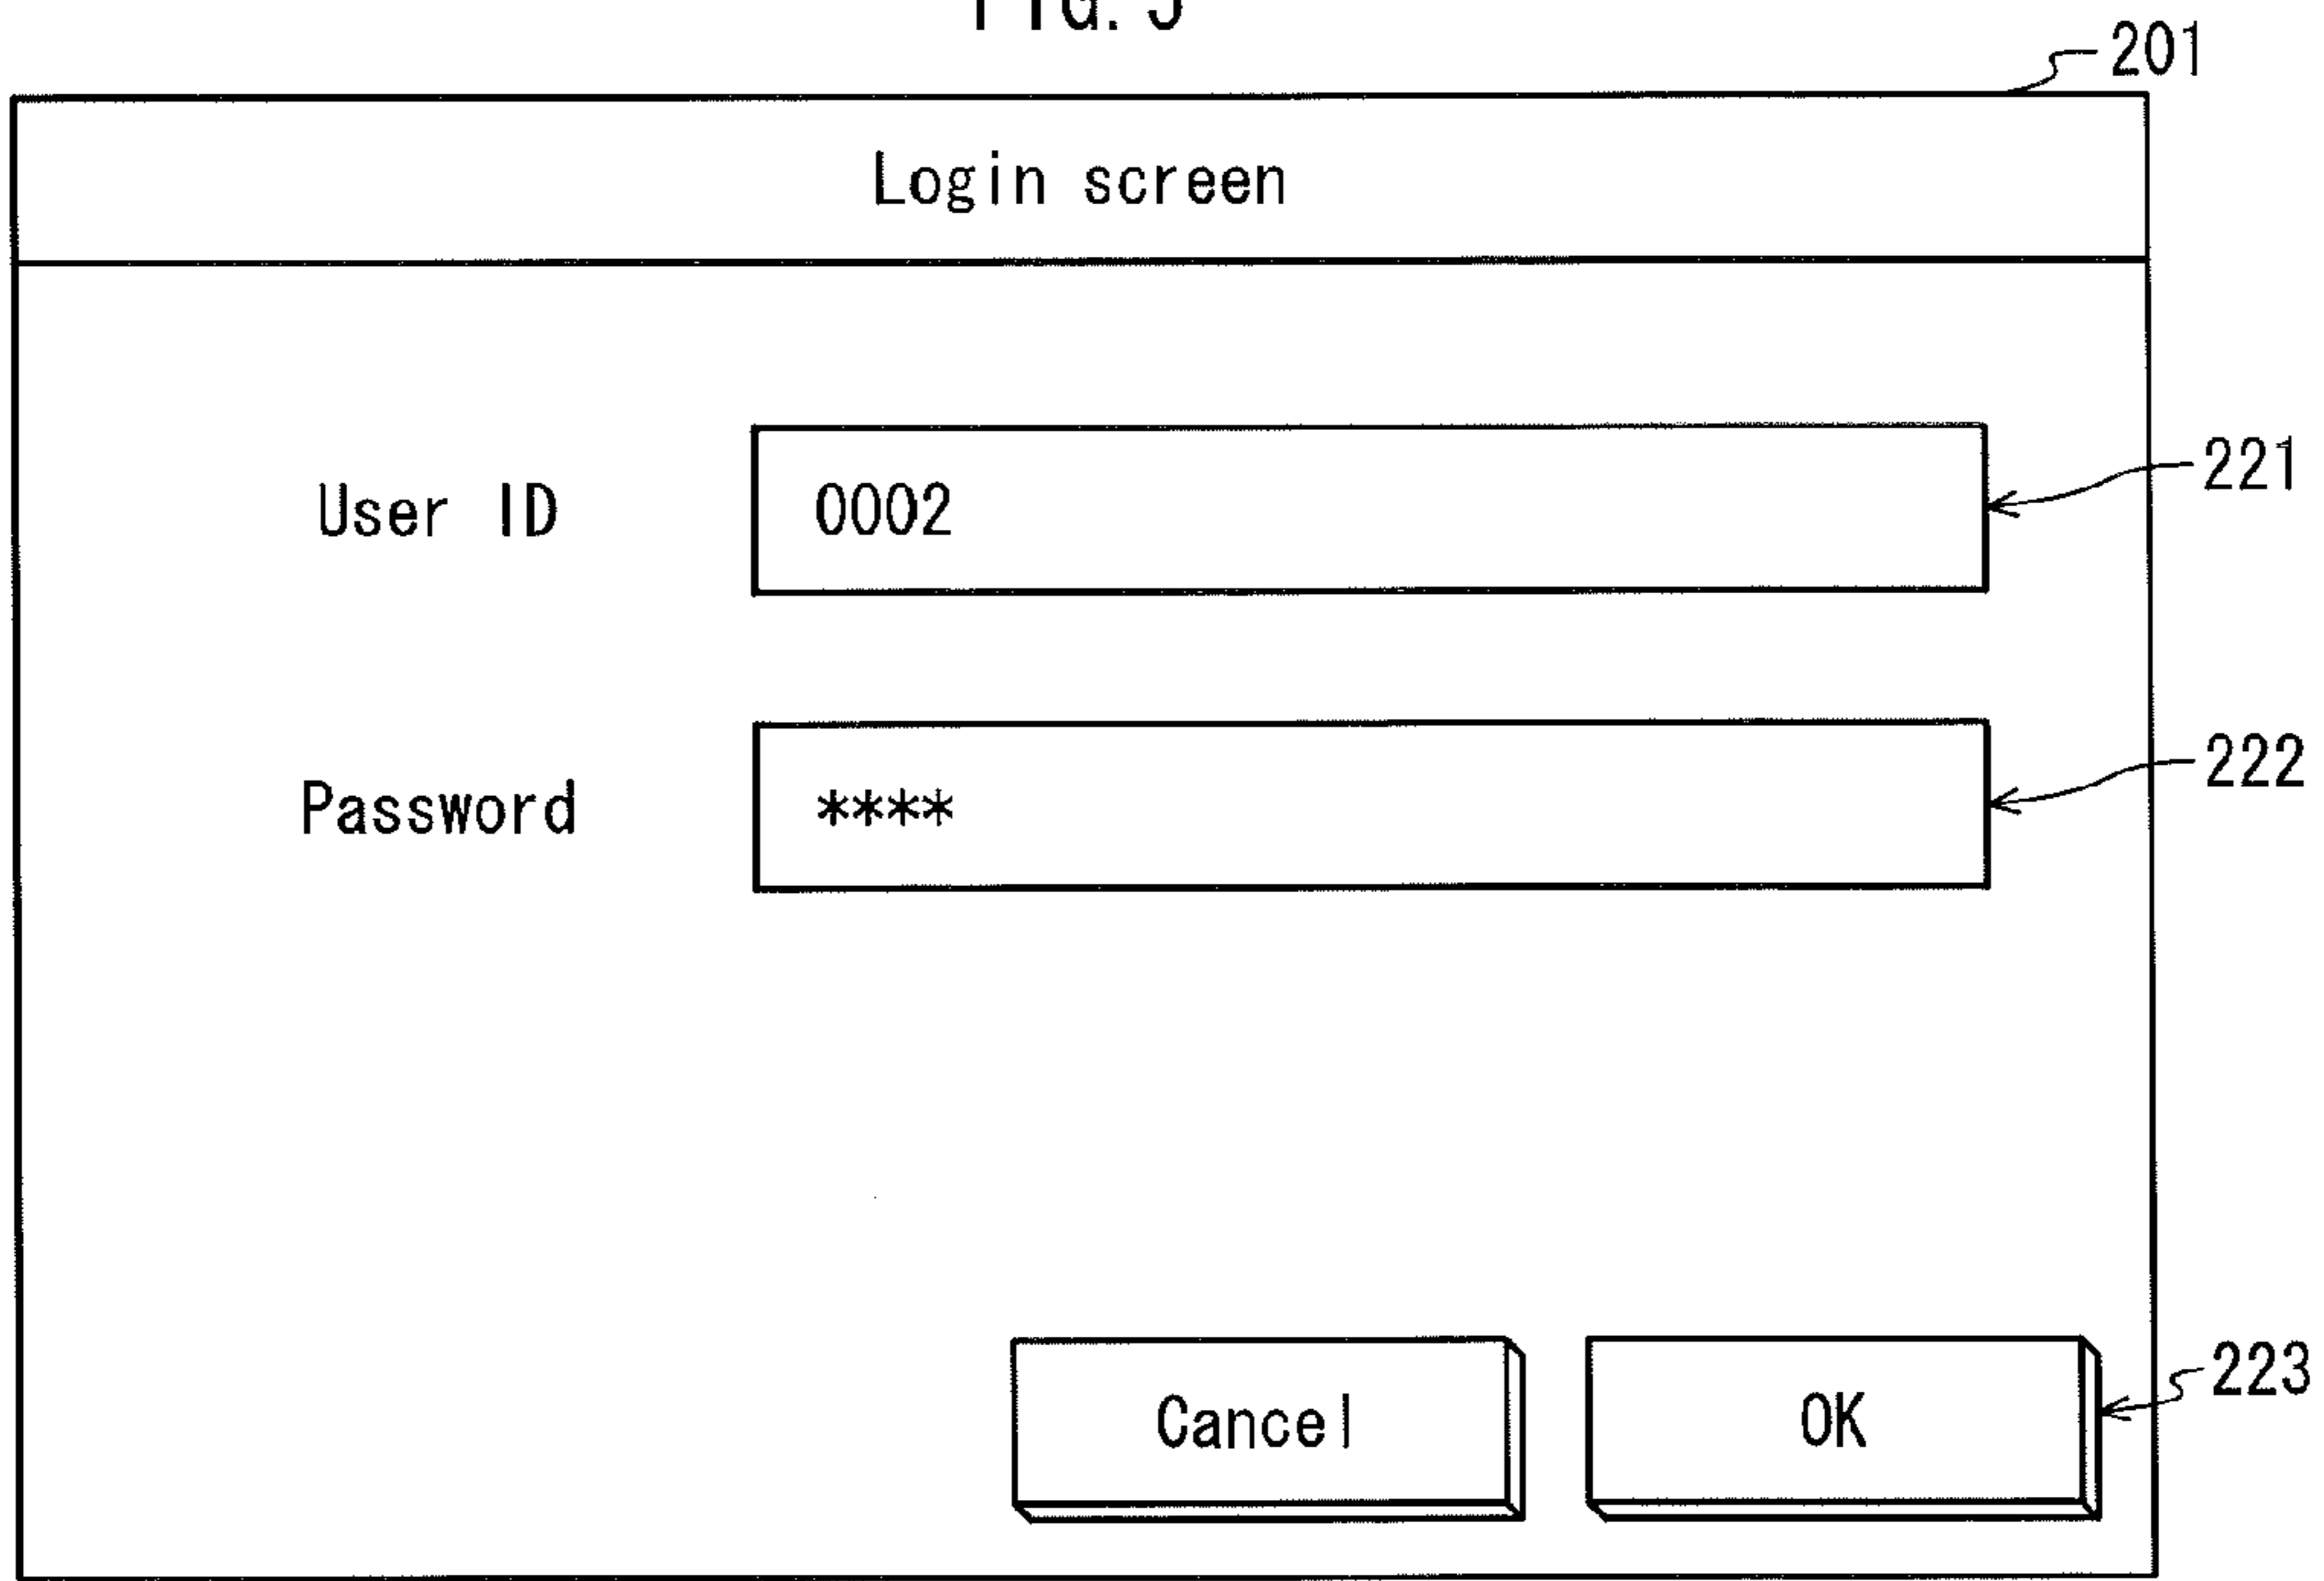 201
Login screen
User ID 0002 221
Password **** 222
Cancel OK 223